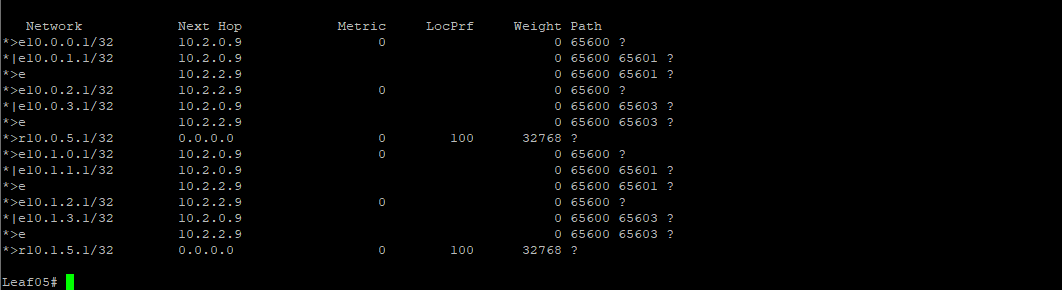 Network            Next Hop            Metric     LocPrf     Weight Path
*>e10.0.0.1/32        10.2.0.9                 0                     0 65600 ?
*|e10.0.1.1/32        10.2.0.9                                       0 65600 65601 ?
*>e                   10.2.2.9                                       0 65600 65601 ?
*>e10.0.2.1/32        10.2.2.9                 0                     0 65600 ?
*|e10.0.3.1/32        10.2.0.9                                       0 65600 65603 ?
*>e                   10.2.2.9                                       0 65600 65603 ?
*>r10.0.5.1/32        0.0.0.0                  0        100      32768 ?
*>e10.1.0.1/32        10.2.0.9                 0                     0 65600 ?
*|e10.1.1.1/32        10.2.0.9                                       0 65600 65601 ?
*>e                   10.2.2.9                                       0 65600 65601 ?
*>e10.1.2.1/32        10.2.2.9                 0                     0 65600 ?
*|e10.1.3.1/32        10.2.0.9                                       0 65600 65603 ?
*>e                   10.2.2.9                                       0 65600 65603 ?
*>r10.1.5.1/32        0.0.0.0                  0        100      32768 ?
Leaf05#